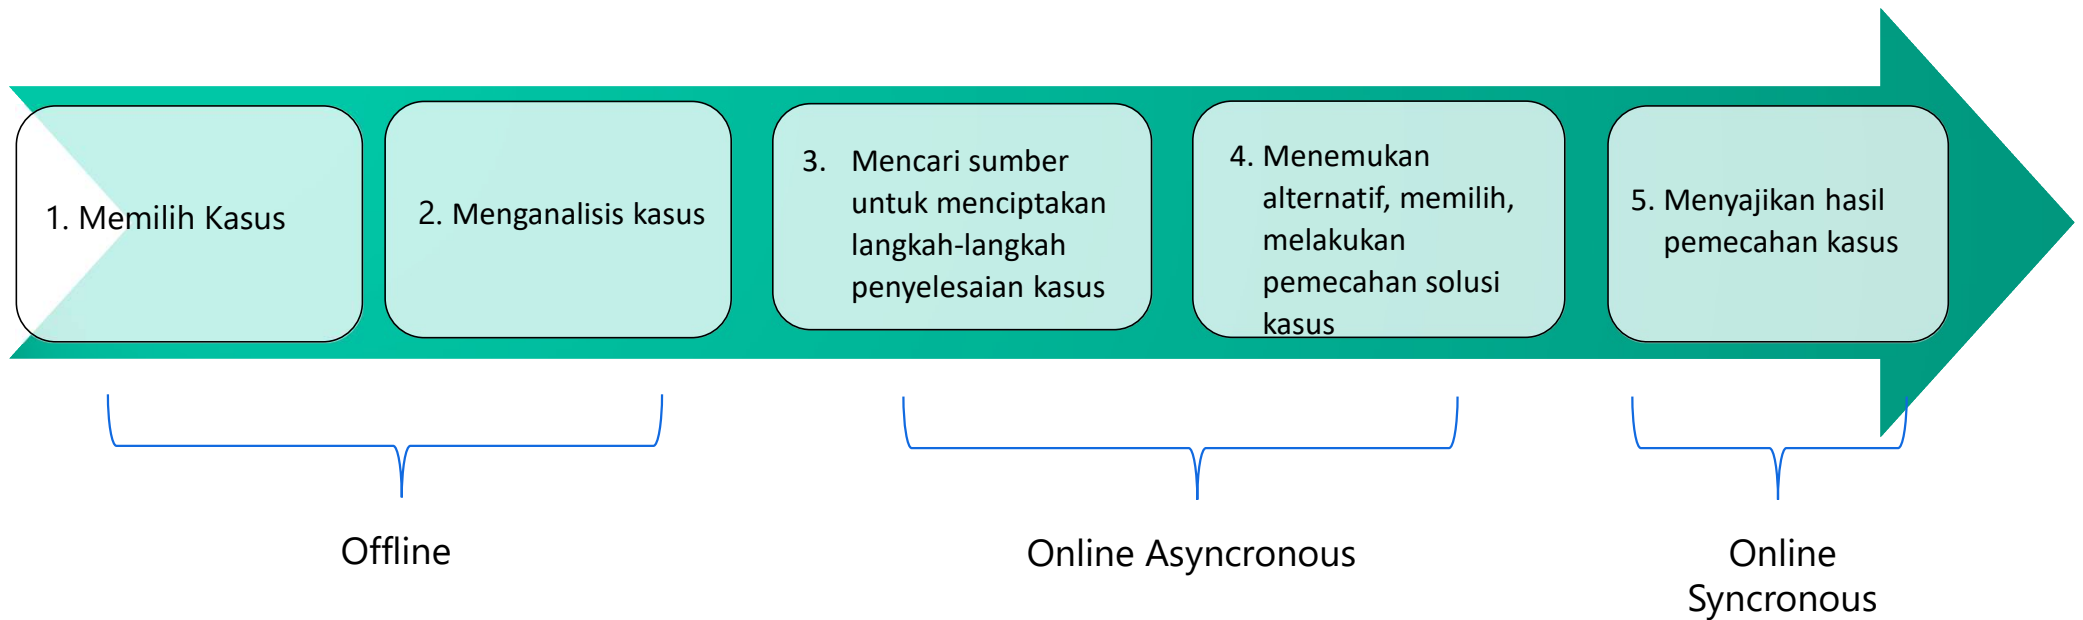 1. Memilih Kasus
2. Menganalisis kasus
3. Mencari sumber
untuk menciptakan
langkah-langkah
penyelesaian kasus
4. Menemukan
alternatif, memilih,
melakukan
pemecahan solusi
kasus
5. Menyajikan hasil
pemecahan kasus
Offline
Online Asyncronous
Online
Syncronous